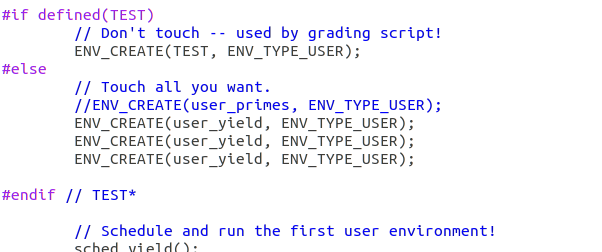 #if defined(TEST)
// Don't touch -- used by grading script!
ENV_CREATE(TEST, ENV_TYPE_USER);
#else
// Touch all you want.
//ENV_CREATE(user_primes, ENV_TYPE_USER);
ENV_CREATE(user_yield, ENV_TYPE_USER);
ENV_CREATE(user_yield, ENV_TYPE_USER);
ENV_CREATE(user_yield, ENV_TYPE_USER);
#endif // TEST*
// Schedule and run the first user environment!
sched_yield();